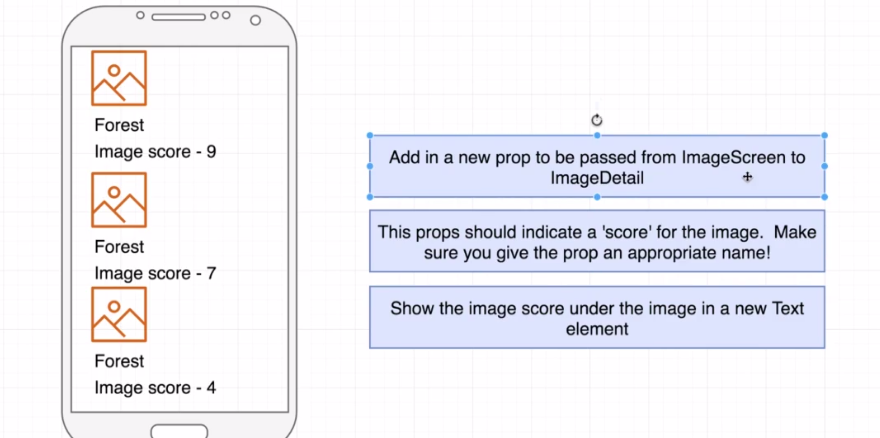 Forest
Image score - 9
Forest
Image score - 7
Forest
Image score - 4
Add in a new prop to be passed from ImageScreen to
ImageDetail
This props should indicate a 'score' for the image.  Make
sure you give the prop an appropriate name!
Show the image score under the image in a new Text
element